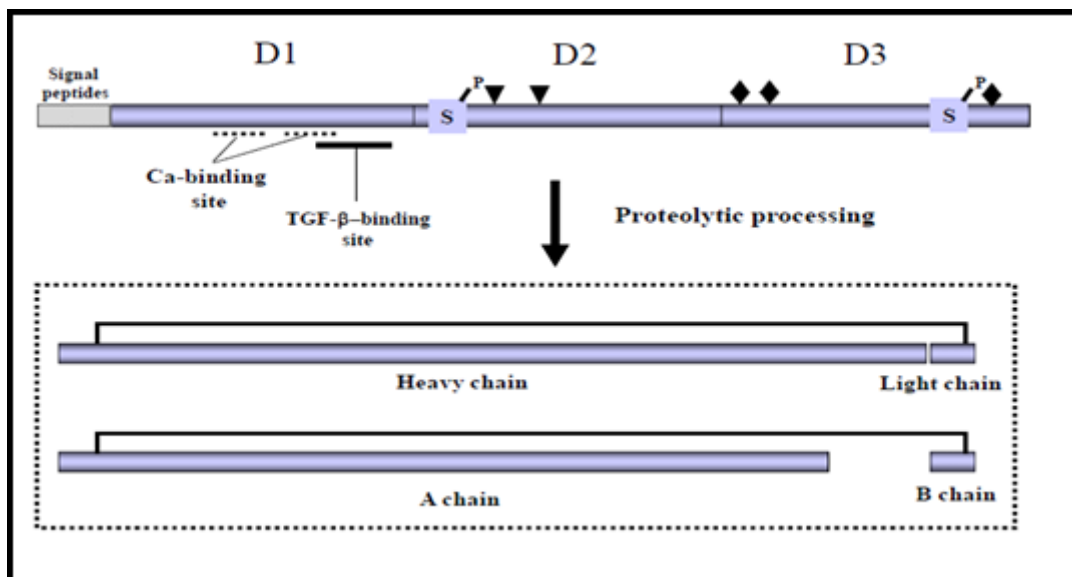 D1
D2
D3
Signal
peptides
P
P
S
S
Ca-binding
site
TGF-β–binding
site
Proteolytic processing
Heavy chain
Light chain
A chain
B chain